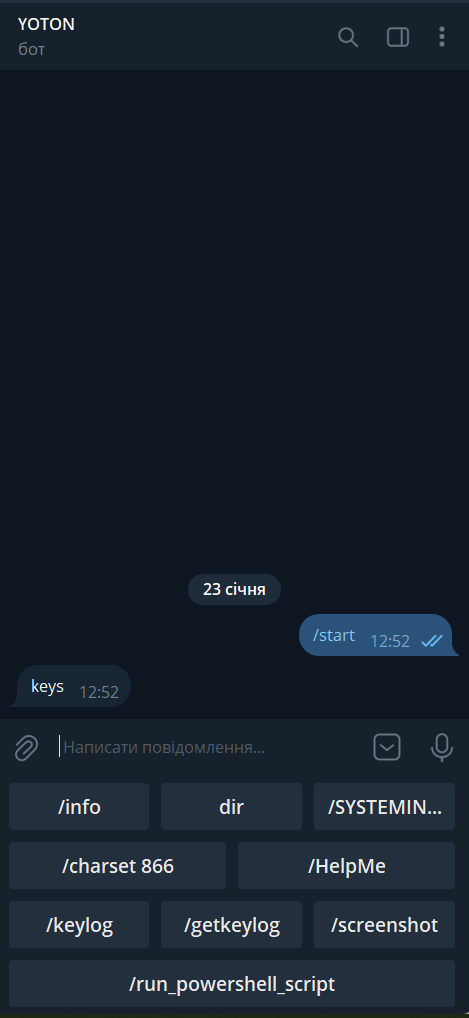 YOTON
бот
23 січня
/start 12:52
keys 12:52
Написати повідомлення...
/info dir /SYSTEMIN...
/charset 866 /HelpMe
/keylog /getkeylog /screenshot
/run_powershell_script